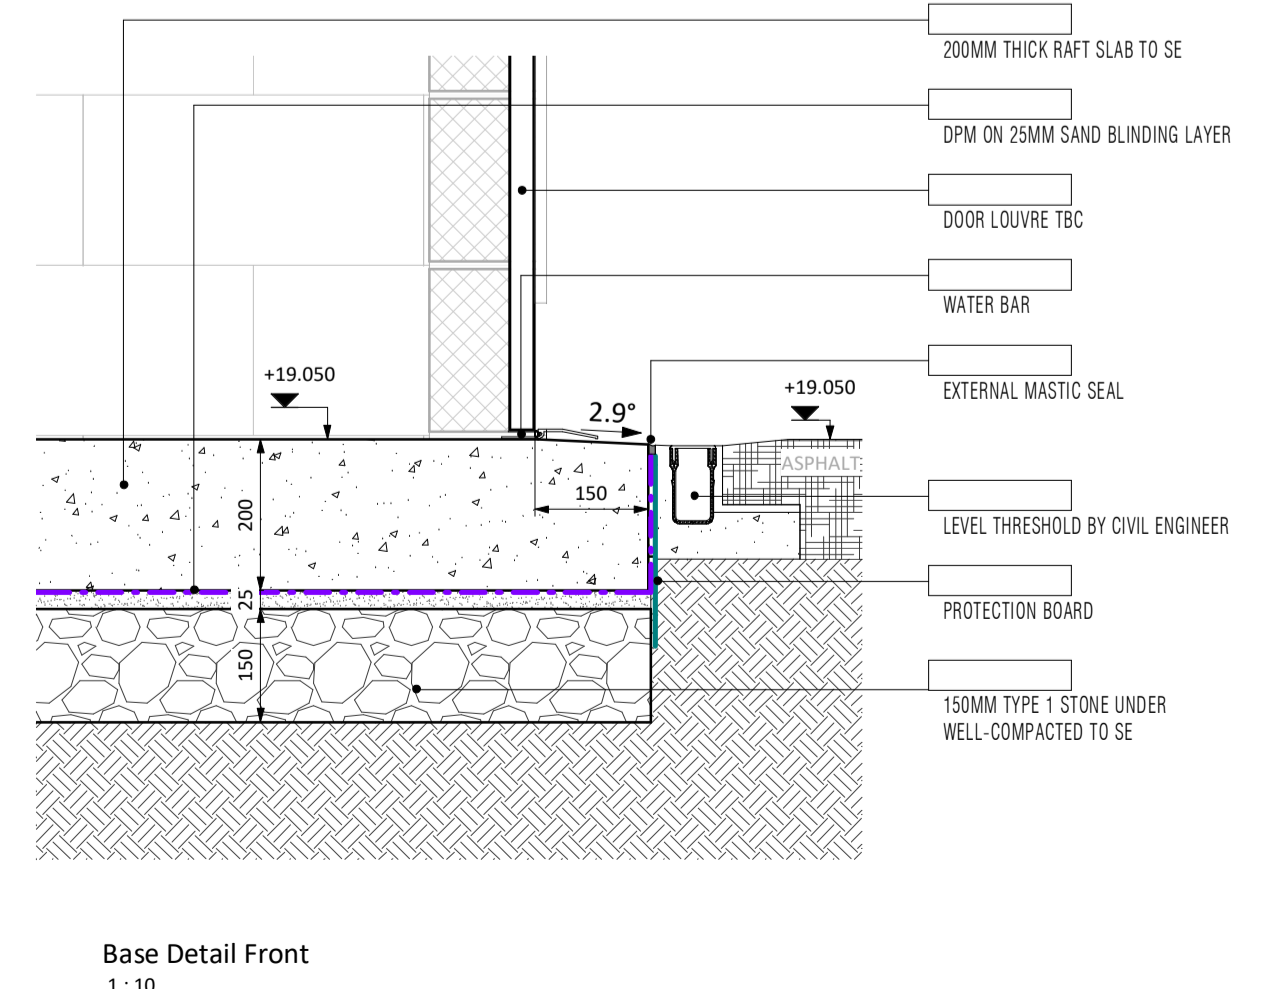 200MM THICK RAFT SLAB TO SE
DPM ON 25MM SAND BLINDING LAYER
DOOR LOUVRE TBC
WATER BAR
+19.050
+19.050
EXTERNAL MASTIC SEAL
2.9°
ASPHALT
150
200
LEVEL THRESHOLD BY CIVIL ENGINEER
25
PROTECTION BOARD
150
150MM TYPE 1 STONE UNDER
WELL-COMPACTED TO SE
Base Detail Front
1 : 10